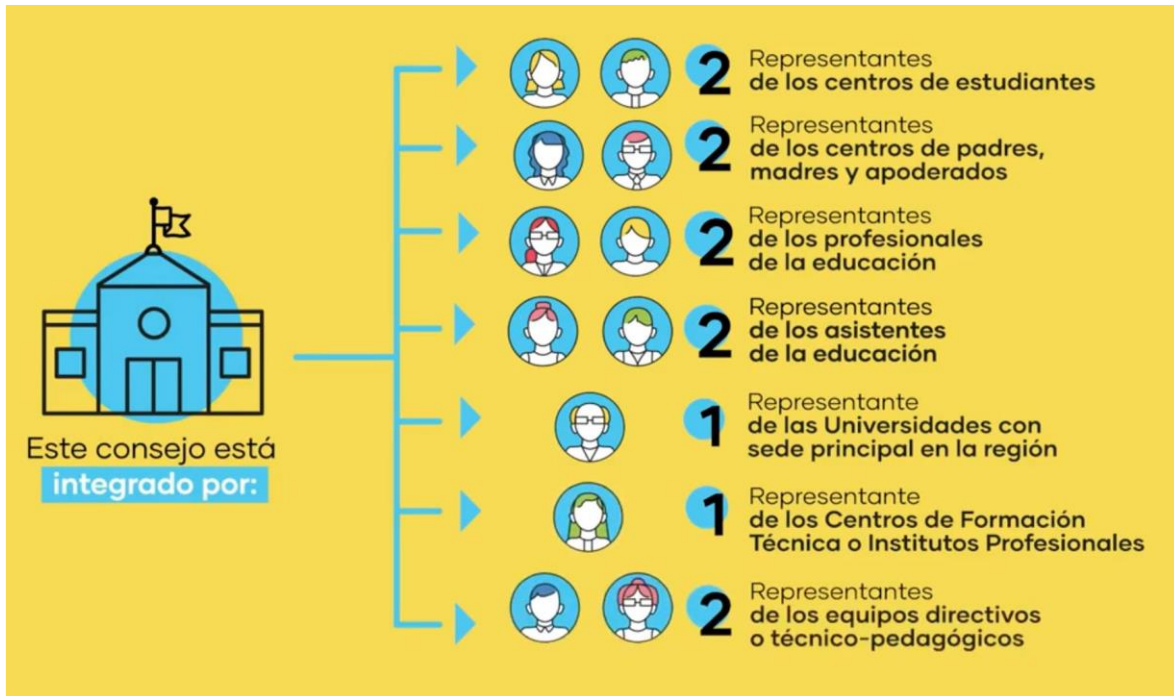 2
Representantes
de los centros de estudiantes
2
Representantes
de los centros de padres,
madres y apoderados
2
Representantes
de los profesionales
de la educación
2
Representantes
de los asistentes
de la educación
1
Representante
de las Universidades con
sede principal en la región
1
Representante
de los Centros de Formación
Técnica o Institutos Profesionales
2
Representantes
de los equipos directivos
o técnico-pedagógicos
Este consejo está
integrado por: